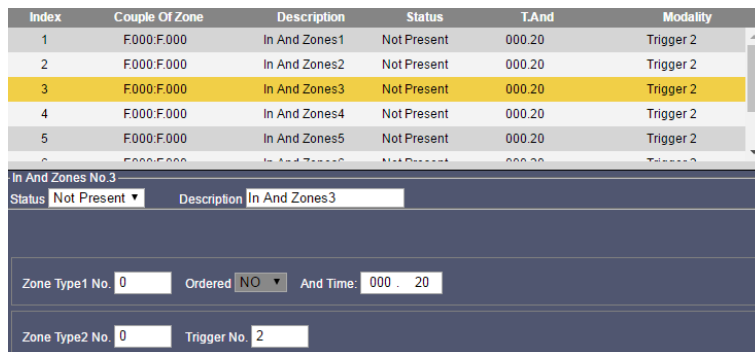 Index Couple Of Zone Description Status T.And Modality
1 F.000:F.000 In And Zones1 Not Present 000.20 Trigger 2
2 F.000:F.000 In And Zones2 Not Present 000.20 Trigger 2
3 F.000:F.000 In And Zones3 Not Present 000.20 Trigger 2
4 F.000:F.000 In And Zones4 Not Present 000.20 Trigger 2
5 F.000:F.000 In And Zones5 Not Present 000.20 Trigger 2
In And Zones No.3
Status Not Present Description In And Zones3
Zone Type1 No. 0 Ordered NO And Time: 000 . 20
Zone Type2 No. 0 Trigger No. 2